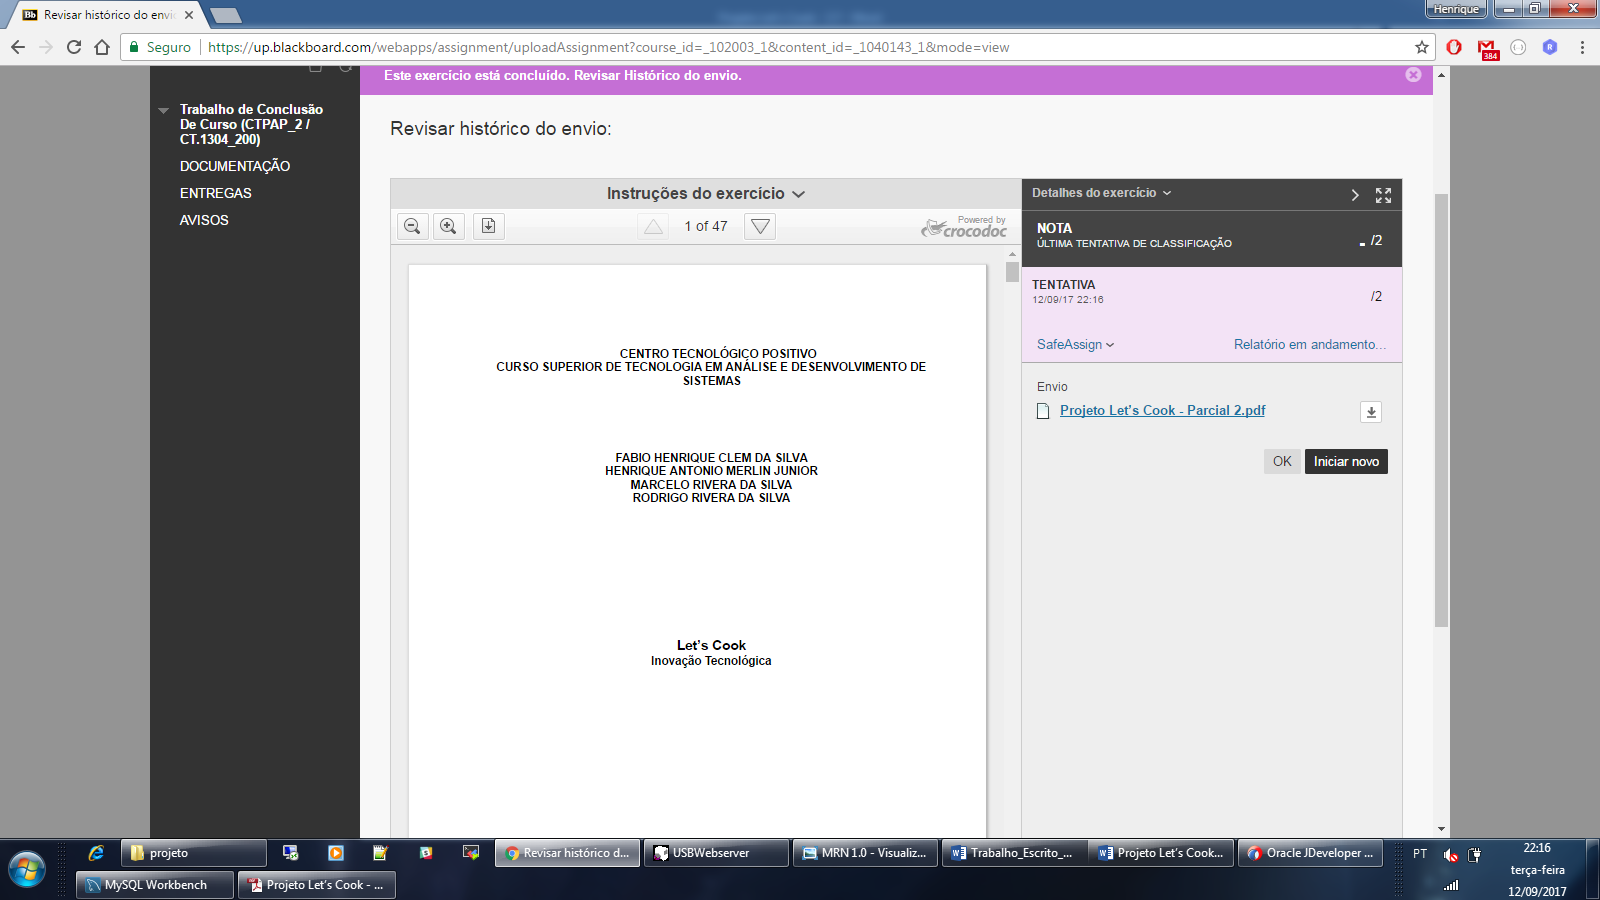 Revisar histórico do envio
Henrique
Seguro
https://up.blackboard.com/webapps/assignment/uploadAssignment?course_id=_102003_1&content_id=_1040143_1&mode=view
384
Este exercício está concluído. Revisar Histórico do envio.
Trabalho de Conclusão
De Curso (CTPAP_2 /
CT.1304_200)
DOCUMENTAÇÃO
ENTREGAS
AVISOS
Revisar histórico do envio:
Instruções do exercício
1 of 47
Powered by
crocodoc
CENTRO TECNOLÓGICO POSITIVO
CURSO SUPERIOR DE TECNOLOGIA EM ANÁLISE E DESENVOLVIMENTO DE
SISTEMAS
FABIO HENRIQUE CLEM DA SILVA
HENRIQUE ANTONIO MERLIN JUNIOR
MARCELO RIVERA DA SILVA
RODRIGO RIVERA DA SILVA
Let's Cook
Inovação Tecnológica
Detalhes do exercício
NOTA
ÚLTIMA TENTATIVA DE CLASSIFICAÇÃO
- /2
TENTATIVA
12/09/17 22:16
/2
SafeAssign
Relatório em andamento...
Envio
Projeto Let's Cook - Parcial 2.pdf
OK
Iniciar novo
projeto
Revisar histórico d...
USBWebserver
MRN 1.0 - Visualiz...
Trabalho_Escrito_...
Projeto Let's Cook...
Oracle JDeveloper ...
MySQL Workbench
Projeto Let's Cook - ...
PT
22:16
terça-feira
12/09/2017